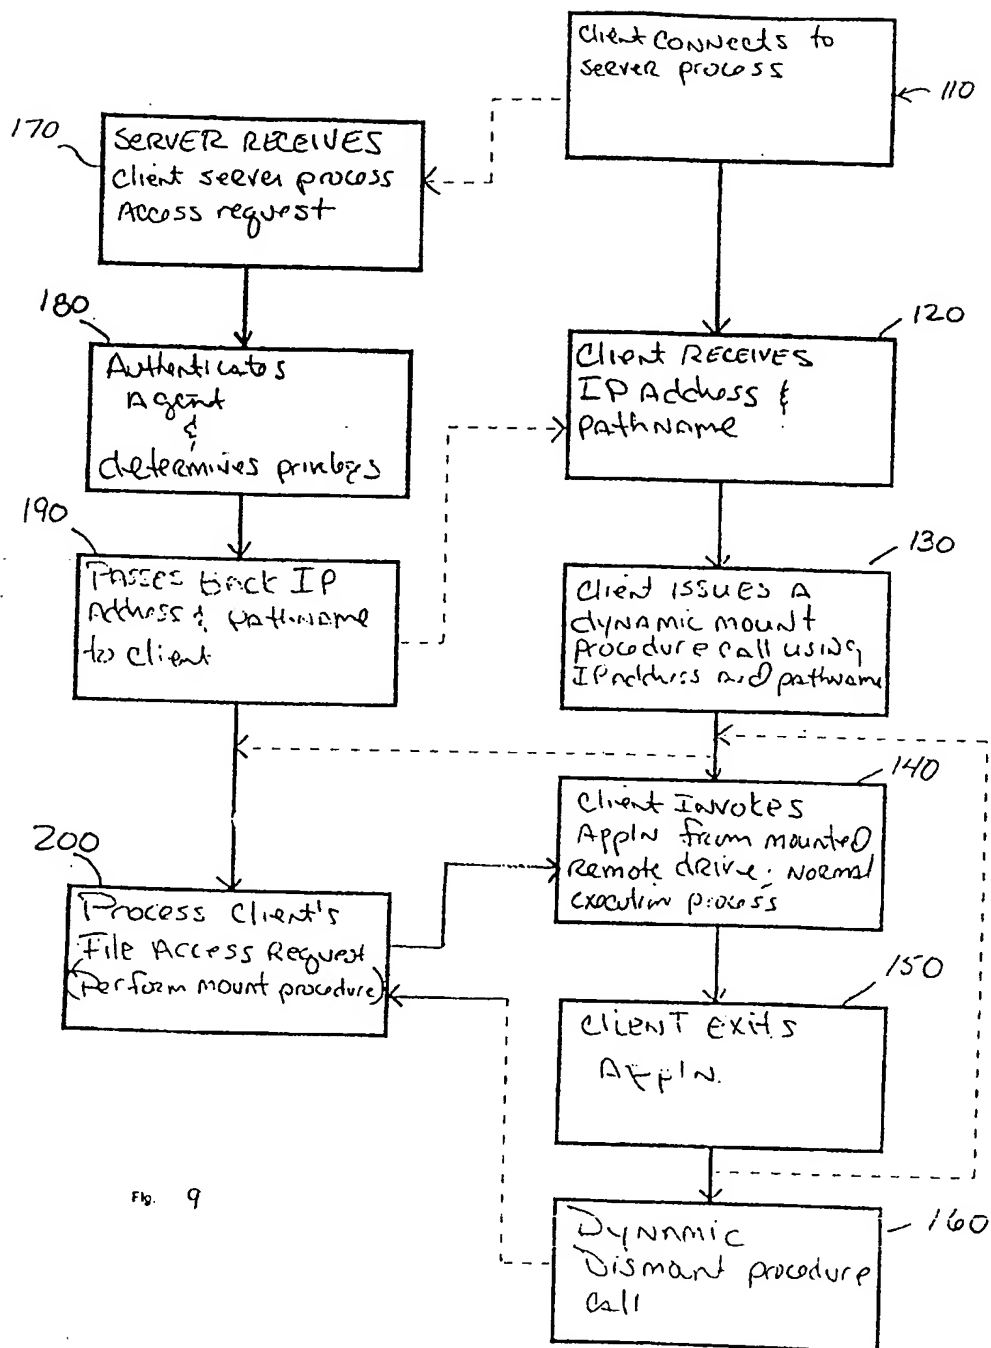 Client CONNects to
server process
110
170
SERVER RECEIVES
Client server process
Access request
180
Authenticates
Agent
&
determines privileges
120
Client RECEIVES
IP Address &
PATHNAME
190
PASSES back IP
Address & PATHNAME
to client
130
Client ISSUES A
dynamic mount
Procedure call using
IP address and pathname
140
Client Invokes
AppIN from mounted
Remote drive: Normal
execution process
200
Process Client's
File Access Request
(Perform mount procedure)
150
CLIENT EXITS
AppIN.
160
DYNAMIC
Dismant procedure
call
Fig. 9